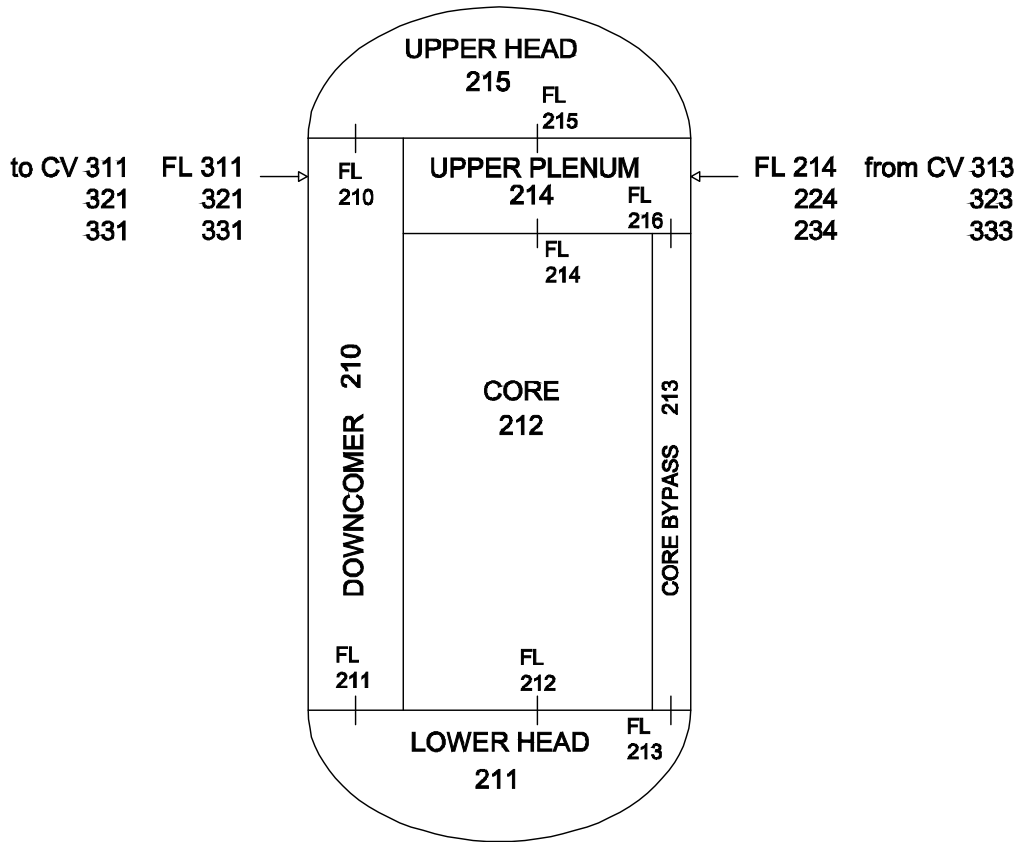 UPPER HEAD
215
FL
215
to CV 311 FL 311
321 321
331 331
FL
210
UPPER PLENUM
214
FL
216
FL 214 from CV 313
224 323
234 333
FL
214
DOWNCOMER 210
CORE
212
CORE BYPASS 213
FL
211
FL
212
FL
213
LOWER HEAD
211